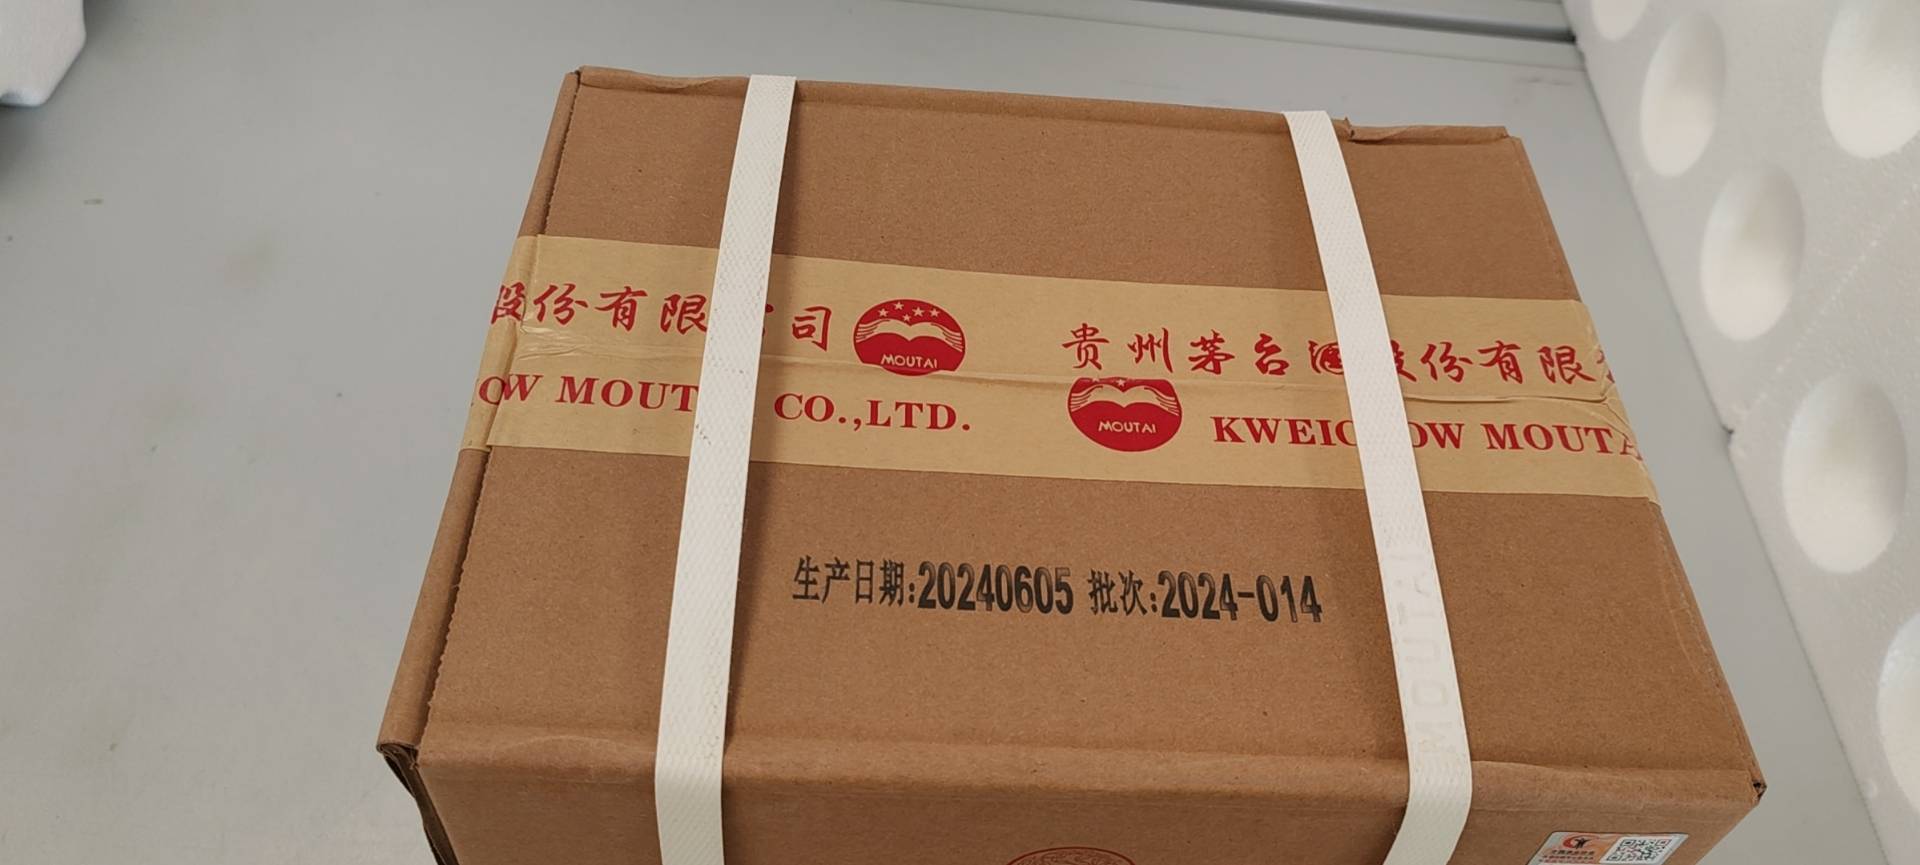 股份有限 司
MOUTAI
OW MOUT CO.,LTD.
贵州茅台酒股份有限
MOUTAI
KWEIC OW MOUTA
生产日期:20240605 批次:2024-014
MOUTAI